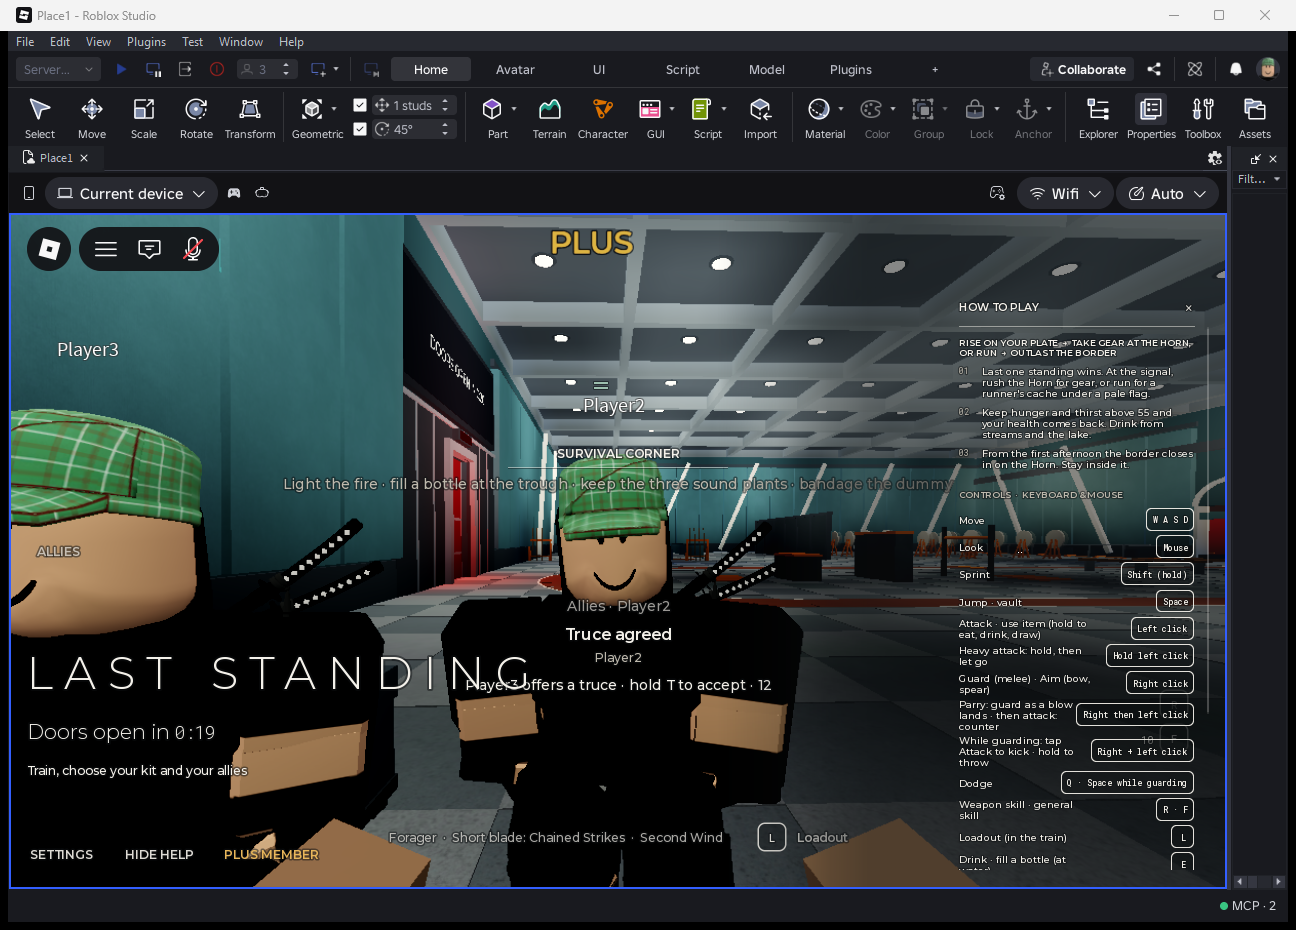 Place1 - Roblox Studio
File Edit View Plugins Test Window Help
Server... 3 Home Avatar UI Script Model Plugins + Collaborate
1 studs
45°
Select Move Scale Rotate Transform Geometric Part Terrain Character GUI Script Import Material Color Group Lock Anchor Explorer Properties Toolbox Assets
Place1
Filt...
Current device Wifi Auto
PLUS
Player3
Player2
SURVIVAL CORNER
Light the fire · fill a bottle at the trough · keep the three sound plants · bandage the dummy
ALLIES
Allies · Player2
Truce agreed
Player2
Player3 offers a truce · hold T to accept · 12
LAST STANDING
Doors open in 0:19
Train, choose your kit and your allies
Forager · Short blade: Chained Strikes · Second Wind L Loadout
SETTINGS HIDE HELP PLUS MEMBER
HOW TO PLAY ×
RISE ON YOUR PLATE → TAKE GEAR AT THE HORN,
OR RUN → OUTLAST THE BORDER
01 Last one standing wins. At the signal,
rush the Horn for gear, or run for a
runner's cache under a pale flag.
02 Keep hunger and thirst above 55 and
your health comes back. Drink from
streams and the lake.
03 From the first afternoon the border closes
in on the Horn. Stay inside it.
CONTROLS · KEYBOARD & MOUSE
Move W A S D
Look Mouse
Sprint Shift (hold)
Jump · vault Space
Attack · use item (hold to
eat, drink, draw) Left click
Heavy attack: hold, then
let go Hold left click
Guard (melee) · Aim (bow,
spear) Right click
Parry: guard as a blow
lands · then attack:
counter Right then left click
While guarding: tap
Attack to kick · hold to
throw Right + left click
Dodge Q · Space while guarding
Weapon skill · general
skill R · F
Loadout (in the train) L
Drink · fill a bottle (at
water) E
MCP · 2